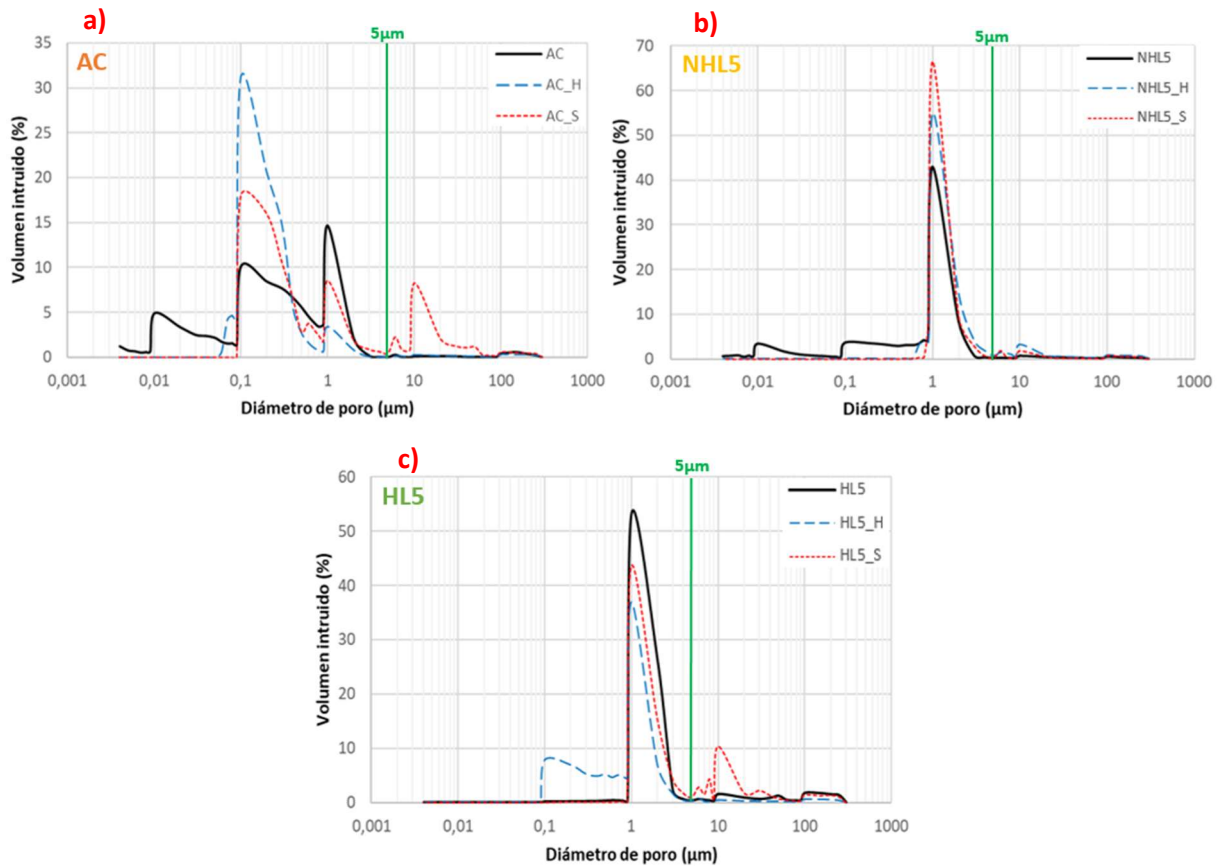 a)
5μm
AC
AC
AC_H
AC_S
Volumen intruido (%)
35
30
25
20
15
10
5
0
0,001
0,01
0,1
1
10
100
1000
Diámetro de poro (μm)
b)
5μm
NHL5
NHL5
NHL5_H
NHL5_S
Volumen intruido (%)
70
60
50
40
30
20
10
0
0,001
0,01
0,1
1
10
100
1000
Diámetro de poro (μm)
c)
5μm
HL5
HL5
HL5_H
HL5_S
Volumen intruido (%)
60
50
40
30
20
10
0
0,001
0,01
0,1
1
10
100
1000
Diámetro de poro (μm)